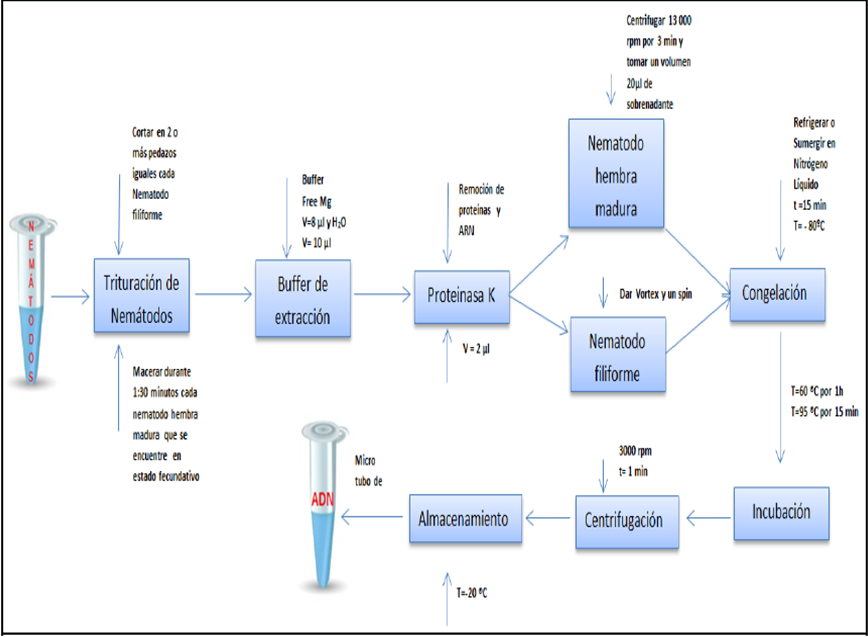 NEMÁTODOS
Cortar en 2 o
más pedazos
iguales cada
Nematodo
filiforme
Trituración de
Nemátodos
Macerar durante
1:30 minutos cada
nematodo hembra
madura que se
encuentre en
estado fecundativo
Buffer
Free Mg
V=8 µl y H₂O
V= 10 µl
Buffer de
extracción
Remoción de
proteínas y
ARN
Proteinasa K
V = 2 µl
Centrifugar 13 000
rpm por 3 min y
tomar un volumen
20µl de
sobrenadante
Nematodo
hembra
madura
Dar Vortex y un spin
Nematodo
filiforme
Refrigerar o
Sumergir en
Nitrógeno
Líquido
t =15 min
T= - 80ºC
Congelación
T=60 ºC por 1h
T=95 ºC por 15 min
Incubación
3000 rpm
t= 1 min
Centrifugación
Almacenamiento
T=-20 ºC
Micro
tubo de
ADN